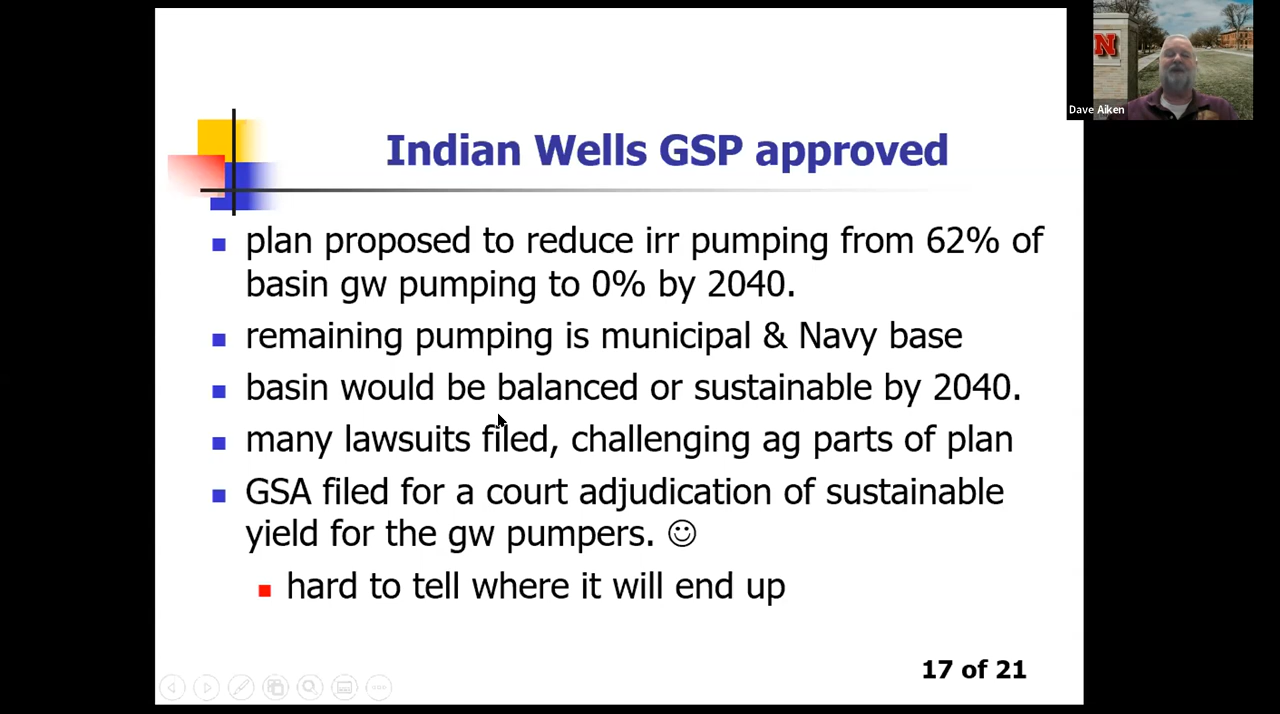 N
Dave Aiken
Indian Wells GSP approved
plan proposed to reduce irr pumping from 62% of
basin gw pumping to 0% by 2040.
remaining pumping is municipal & Navy base
basin would be balanced or sustainable by 2040.
many lawsuits filed, challenging ag parts of plan
GSA filed for a court adjudication of sustainable
yield for the gw pumpers. ☺
hard to tell where it will end up
17 of 21